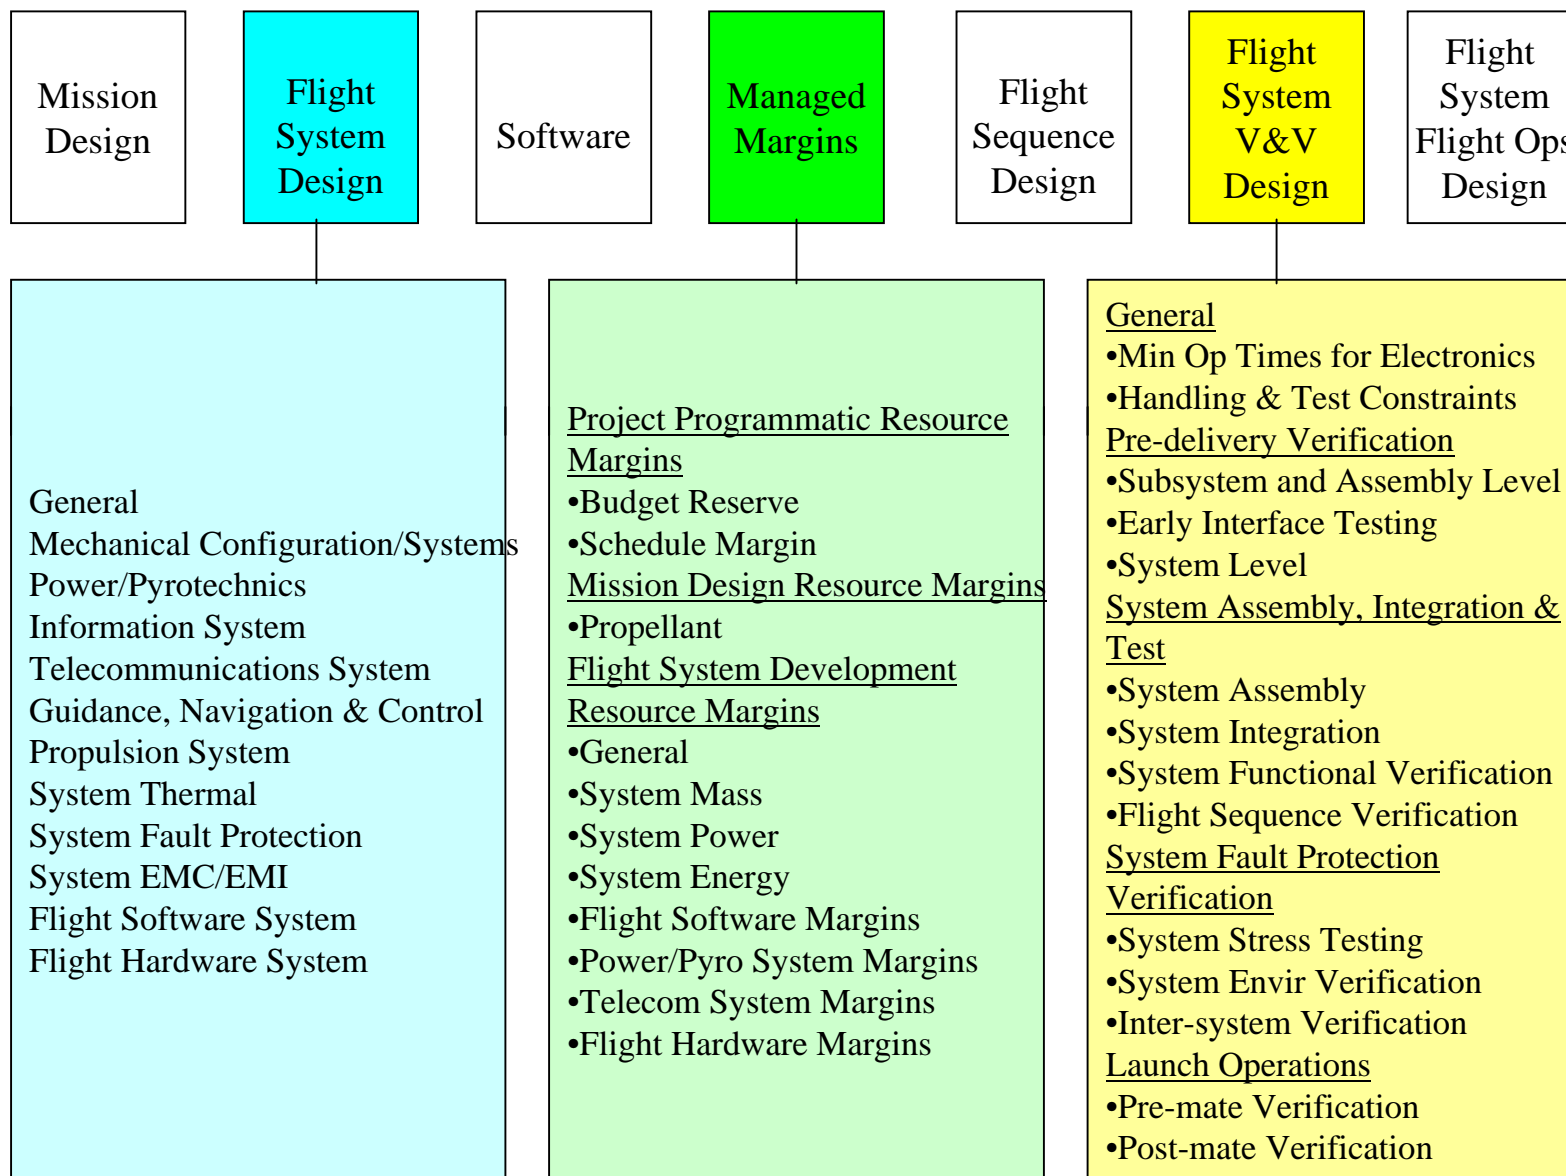 Mission
Design
Flight
System
Design
Software
Managed
Margins
Flight
Sequence
Design
Flight
System
V&V
Design
Flight
System
Flight Ops
Design
General
Mechanical Configuration/Systems
Power/Pyrotechnics
Information System
Telecommunications System
Guidance, Navigation & Control
Propulsion System
System Thermal
System Fault Protection
System EMC/EMI
Flight Software System
Flight Hardware System
Project Programmatic Resource
Margins
•Budget Reserve
•Schedule Margin
Mission Design Resource Margins
•Propellant
Flight System Development
Resource Margins
•General
•System Mass
•System Power
•System Energy
•Flight Software Margins
•Power/Pyro System Margins
•Telecom System Margins
•Flight Hardware Margins
General
•Min Op Times for Electronics
•Handling & Test Constraints
Pre-delivery Verification
•Subsystem and Assembly Level
•Early Interface Testing
•System Level
System Assembly, Integration &
Test
•System Assembly
•System Integration
•System Functional Verification
•Flight Sequence Verification
System Fault Protection
Verification
•System Stress Testing
•System Envir Verification
•Inter-system Verification
Launch Operations
•Pre-mate Verification
•Post-mate Verification